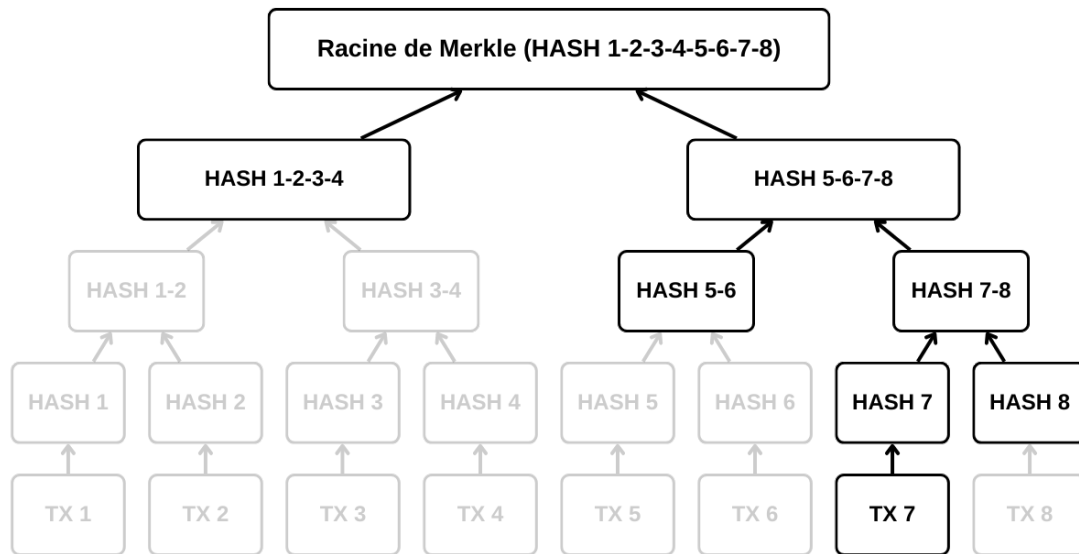 Racine de Merkle (HASH 1-2-3-4-5-6-7-8)
HASH 1-2-3-4
HASH 5-6-7-8
HASH 1-2
HASH 3-4
HASH 5-6
HASH 7-8
HASH 1
HASH 2
HASH 3
HASH 4
HASH 5
HASH 6
HASH 7
HASH 8
TX 1
TX 2
TX 3
TX 4
TX 5
TX 6
TX 7
TX 8